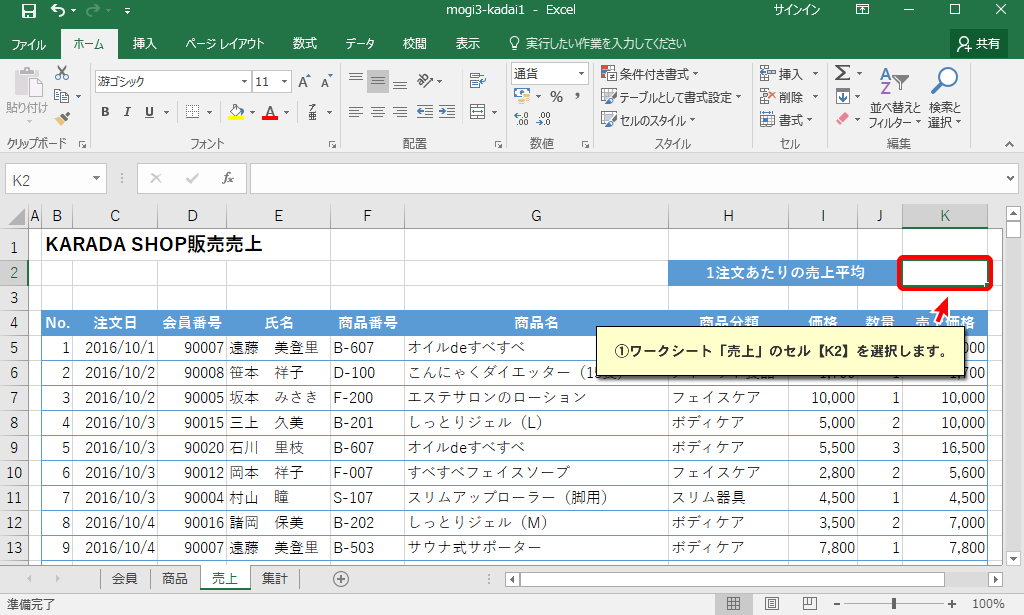 mogi3-kadai1 - Excel
サインイン
ファイル ホーム 挿入 ページ レイアウト 数式 データ 校閲 表示 実行したい作業を入力してください 共有
貼り付け
クリップボード
游ゴシック 11
B I U
フォント
配置
通貨
数値
条件付き書式
テーブルとして書式設定
セルのスタイル
スタイル
挿入
削除
書式
セル
並べ替えと
フィルター
検索と
選択
編集
K2
fx
A B C D E F G H I J K
1 KARADA SHOP販売売上
2 1注文あたりの売上平均
3
4 No. 注文日 会員番号 氏名 商品番号 商品名 商品分類 価格 数量
①ワークシート「売上」のセル【K2】を選択します。
5 1 2016/10/1 90007 遠藤 美登里 B-607 オイルdeすべすべ
6 2 2016/10/2 90008 笹本 祥子 D-100 こんにゃくダイエッター
7 3 2016/10/2 90005 坂本 みさき F-200 エステサロンのローション フェイスケア 10,000 1 10,000
8 4 2016/10/3 90015 三上 久美 B-201 しっとりジェル（L） ボディケア 5,000 2 10,000
9 5 2016/10/3 90020 石川 里枝 B-607 オイルdeすべすべ ボディケア 5,500 3 16,500
10 6 2016/10/3 90012 岡本 祥子 F-007 すべすべフェイスソープ フェイスケア 2,800 2 5,600
11 7 2016/10/3 90004 村山 瞳 S-107 スリムアップローラー（脚用） スリム器具 4,500 1 4,500
12 8 2016/10/4 90016 諸岡 保美 B-202 しっとりジェル（M） ボディケア 3,500 2 7,000
13 9 2016/10/4 90007 遠藤 美登里 B-503 サウナ式サポーター ボディケア 7,800 1 7,800
会員 商品 売上 集計
準備完了
100%